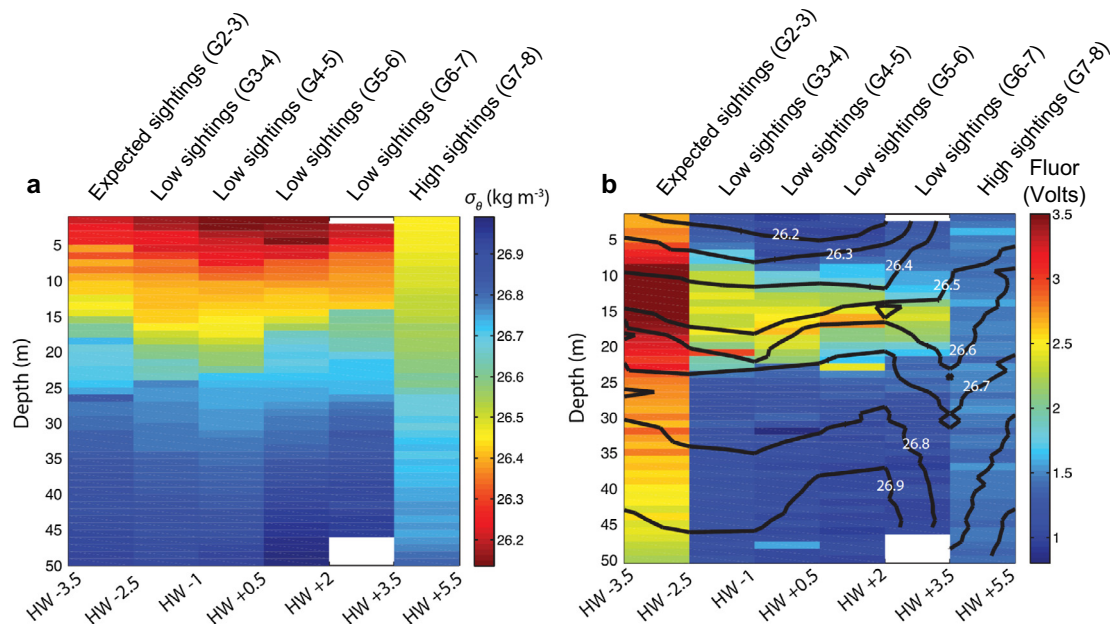 a
Expected sightings (G2-3)
Low sightings (G3-4)
Low sightings (G4-5)
Low sightings (G5-6)
Low sightings (G6-7)
High sightings (G7-8)
σθ (kg m-3)
Depth (m)
5
10
15
20
25
30
35
40
45
50
HW -3.5
HW -2.5
HW -1
HW +0.5
HW +2
HW +3.5
HW +5.5
26.9
26.8
26.7
26.6
26.5
26.4
26.3
26.2
b
Expected sightings (G2-3)
Low sightings (G3-4)
Low sightings (G4-5)
Low sightings (G5-6)
Low sightings (G6-7)
High sightings (G7-8)
Fluor
(Volts)
Depth (m)
5
10
15
20
25
30
35
40
45
50
26.2
26.3
26.4
26.5
26.6
26.7
26.8
26.9
HW -3.5
HW -2.5
HW -1
HW +0.5
HW +2
HW +3.5
HW +5.5
3.5
3
2.5
2
1.5
1